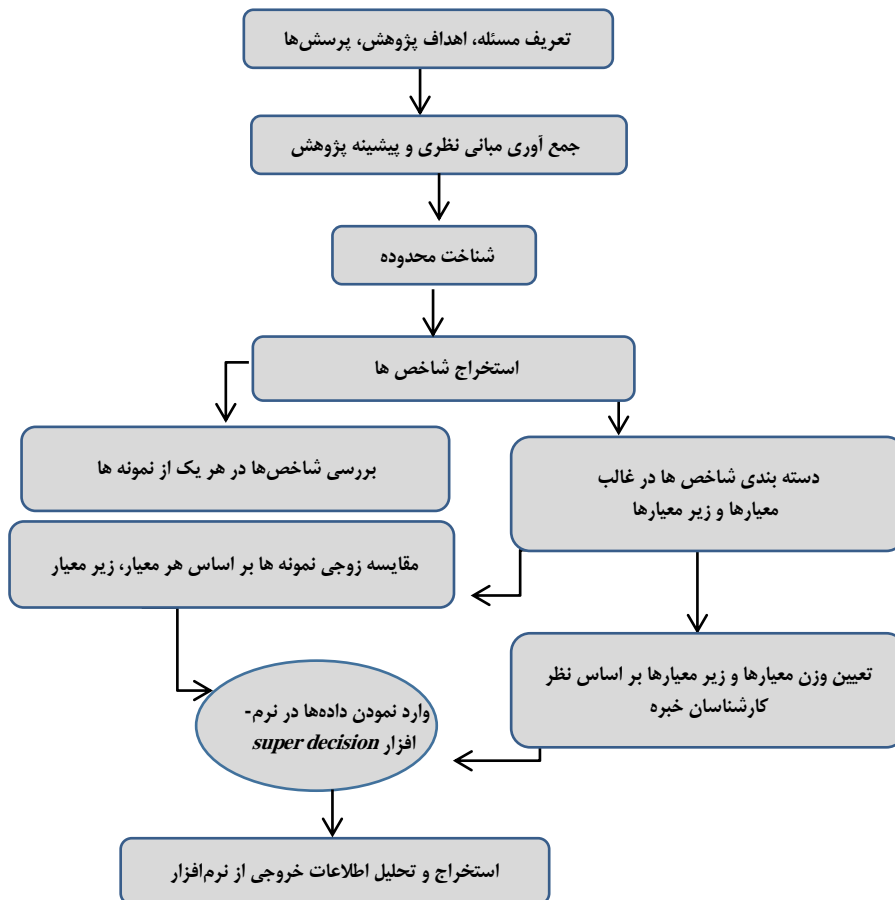 تعریف مسئله، اهداف پژوهش، پرسش‌ها
جمع آوری مبانی نظری و پیشینه پژوهش
شناخت محدوده
استخراج شاخص ها
بررسی شاخص‌ها در هر یک از نمونه ها
دسته بندی شاخص ها در غالب
معیارها و زیر معیارها
مقایسه زوجی نمونه ها بر اساس هر معیار، زیر معیار
تعیین وزن معیارها و زیر معیارها بر اساس نظر
کارشناسان خبره
وارد نمودن داده‌ها در نرم-
افزار super decision
استخراج و تحلیل اطلاعات خروجی از نرم‌افزار